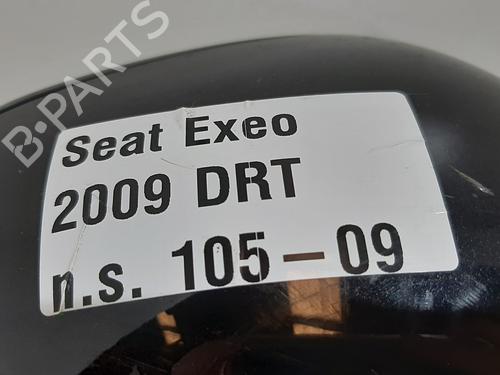 B-PARTS
Seat Exeo
2009 DRT
n.s. 105-09